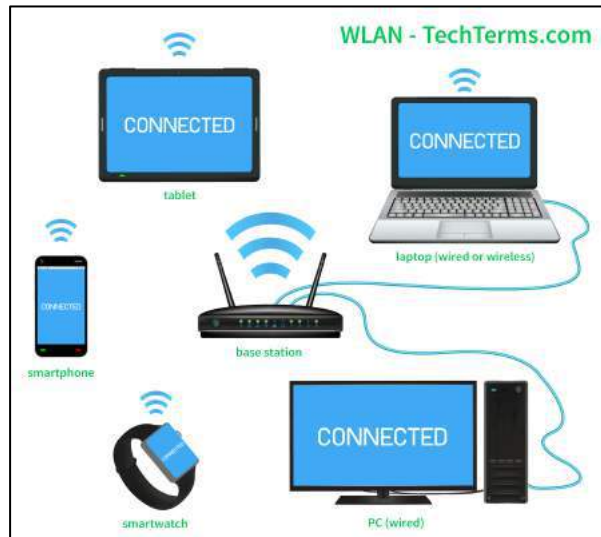 WLAN - TechTerms.com
CONNECTED
tablet
CONNECTED
laptop (wired or wireless)
CONNECTED
smartphone
base station
CONNECTED
smartwatch
PC (wired)